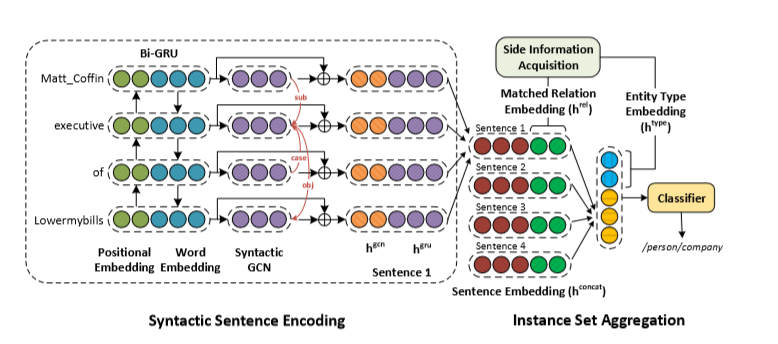 Bi-GRU
Matt_Coffin
executive
of
Lowermybills
sub
case
obj
Positional
Embedding
Word
Embedding
Syntactic
GCN
h^gcn
h^gru
Sentence 1
Syntactic Sentence Encoding
Side Information
Acquisition
Matched Relation
Embedding (h^rel)
Entity Type
Embedding
(h^type)
Sentence 1
Sentence 2
Sentence 3
Sentence 4
Sentence Embedding (h^concat)
Classifier
/person/company
Instance Set Aggregation